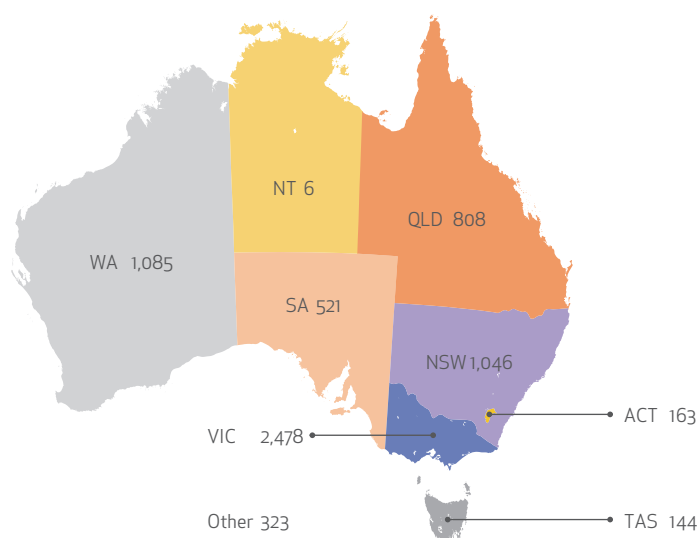 NT 6
QLD 808
WA 1,085
SA 521
NSW 1,046
ACT 163
VIC 2,478
Other 323
TAS 144